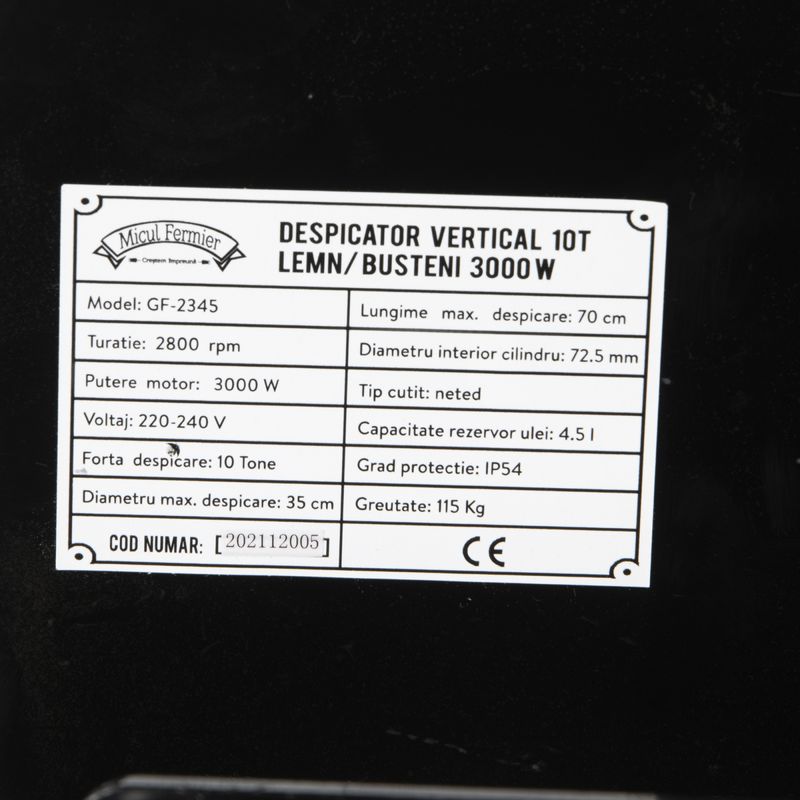 Micul Fermier
Creștem Împreună
DESPICATOR VERTICAL 10T
LEMN/BUSTENI 3000W
Model: GF-2345
Lungime max. despicare: 70 cm
Turatie: 2800 rpm
Diametru interior cilindru: 72.5 mm
Putere motor: 3000 W
Tip cutit: neted
Voltaj: 220-240 V
Capacitate rezervor ulei: 4.5 l
Forta despicare: 10 Tone
Grad protectie: IP54
Diametru max. despicare: 35 cm
Greutate: 115 Kg
COD NUMAR: [202112005]
CE